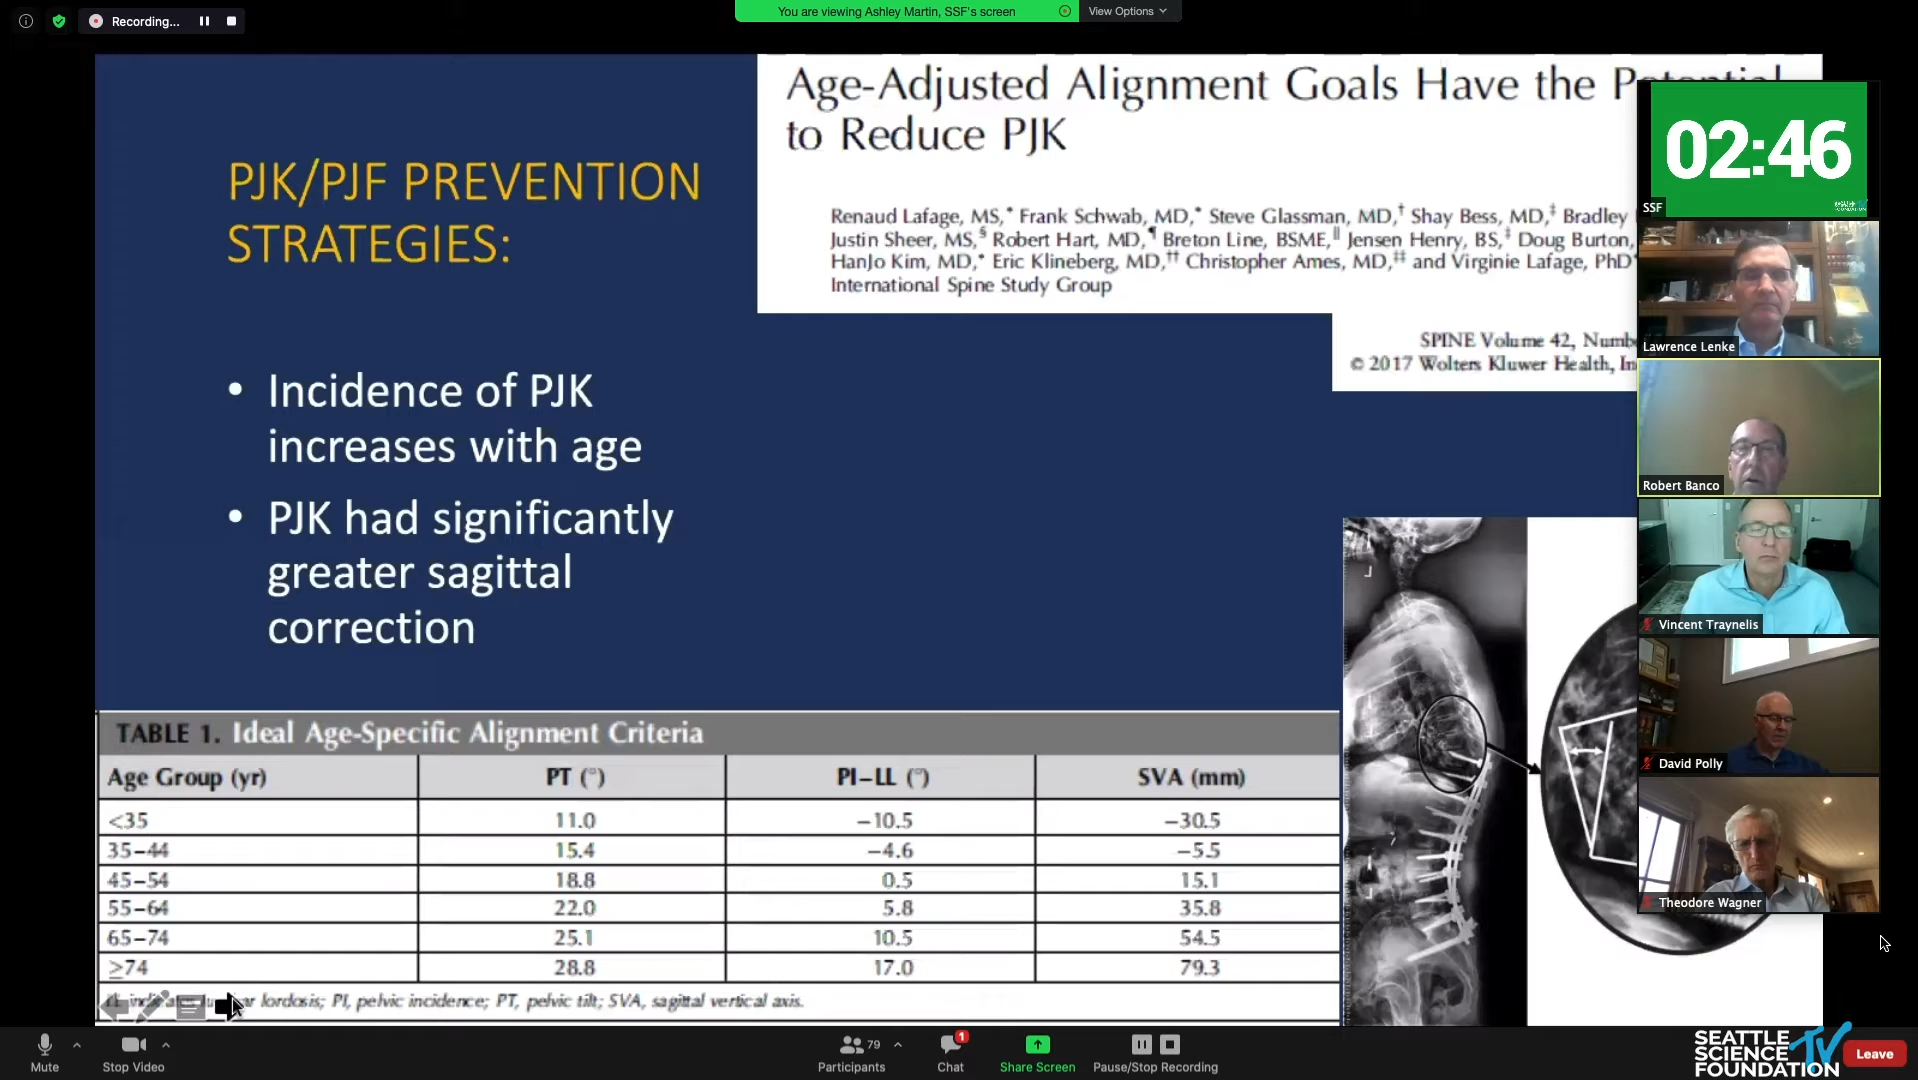 Recording...
You are viewing Ashley Martin, SSF's screen
View Options
Age-Adjusted Alignment Goals Have the
to Reduce PJK
PJK/PJF PREVENTION
STRATEGIES:
Renaud Lafage, MS,* Frank Schwab, MD,* Steve Glassman, MD,† Shay Bess, MD,‡ Bradley
Justin Sheer, MS,§ Robert Hart, MD,¶ Breton Line, BSME,‖ Jensen Henry, BS,‡ Doug Burton,
HanJo Kim, MD,* Eric Klineberg, MD,†† Christopher Ames, MD,‡‡ and Virginie Lafage, PhD*
International Spine Study Group
SPINE Volume 42,
© 2017 Wolters Kluwer Health,
• Incidence of PJK
increases with age
• PJK had significantly
greater sagittal
correction
TABLE 1. Ideal Age-Specific Alignment Criteria
Age Group (yr) PT (°) PI–LL (°) SVA (mm)
<35 11.0 –10.5 –30.5
35–44 15.4 –4.6 –5.5
45–54 18.8 0.5 15.1
55–64 22.0 5.8 35.8
65–74 25.1 10.5 54.5
≥74 28.8 17.0 79.3
lordosis; PI, pelvic incidence; PT, pelvic tilt; SVA, sagittal vertical axis.
02:46
SSF
Lawrence Lenke
Robert Banco
Vincent Traynelis
David Polly
Theodore Wagner
Mute
Stop Video
79
Participants
1
Chat
Share Screen
Pause/Stop Recording
SEATTLE
SCIENCE
FOUNDATION
TV
Leave